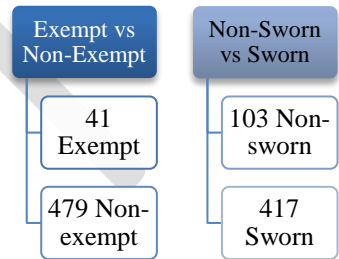 Exempt vs
Non-Exempt
41
Exempt
479 Non-
exempt
Non-Sworn
vs Sworn
103 Non-
sworn
417
Sworn